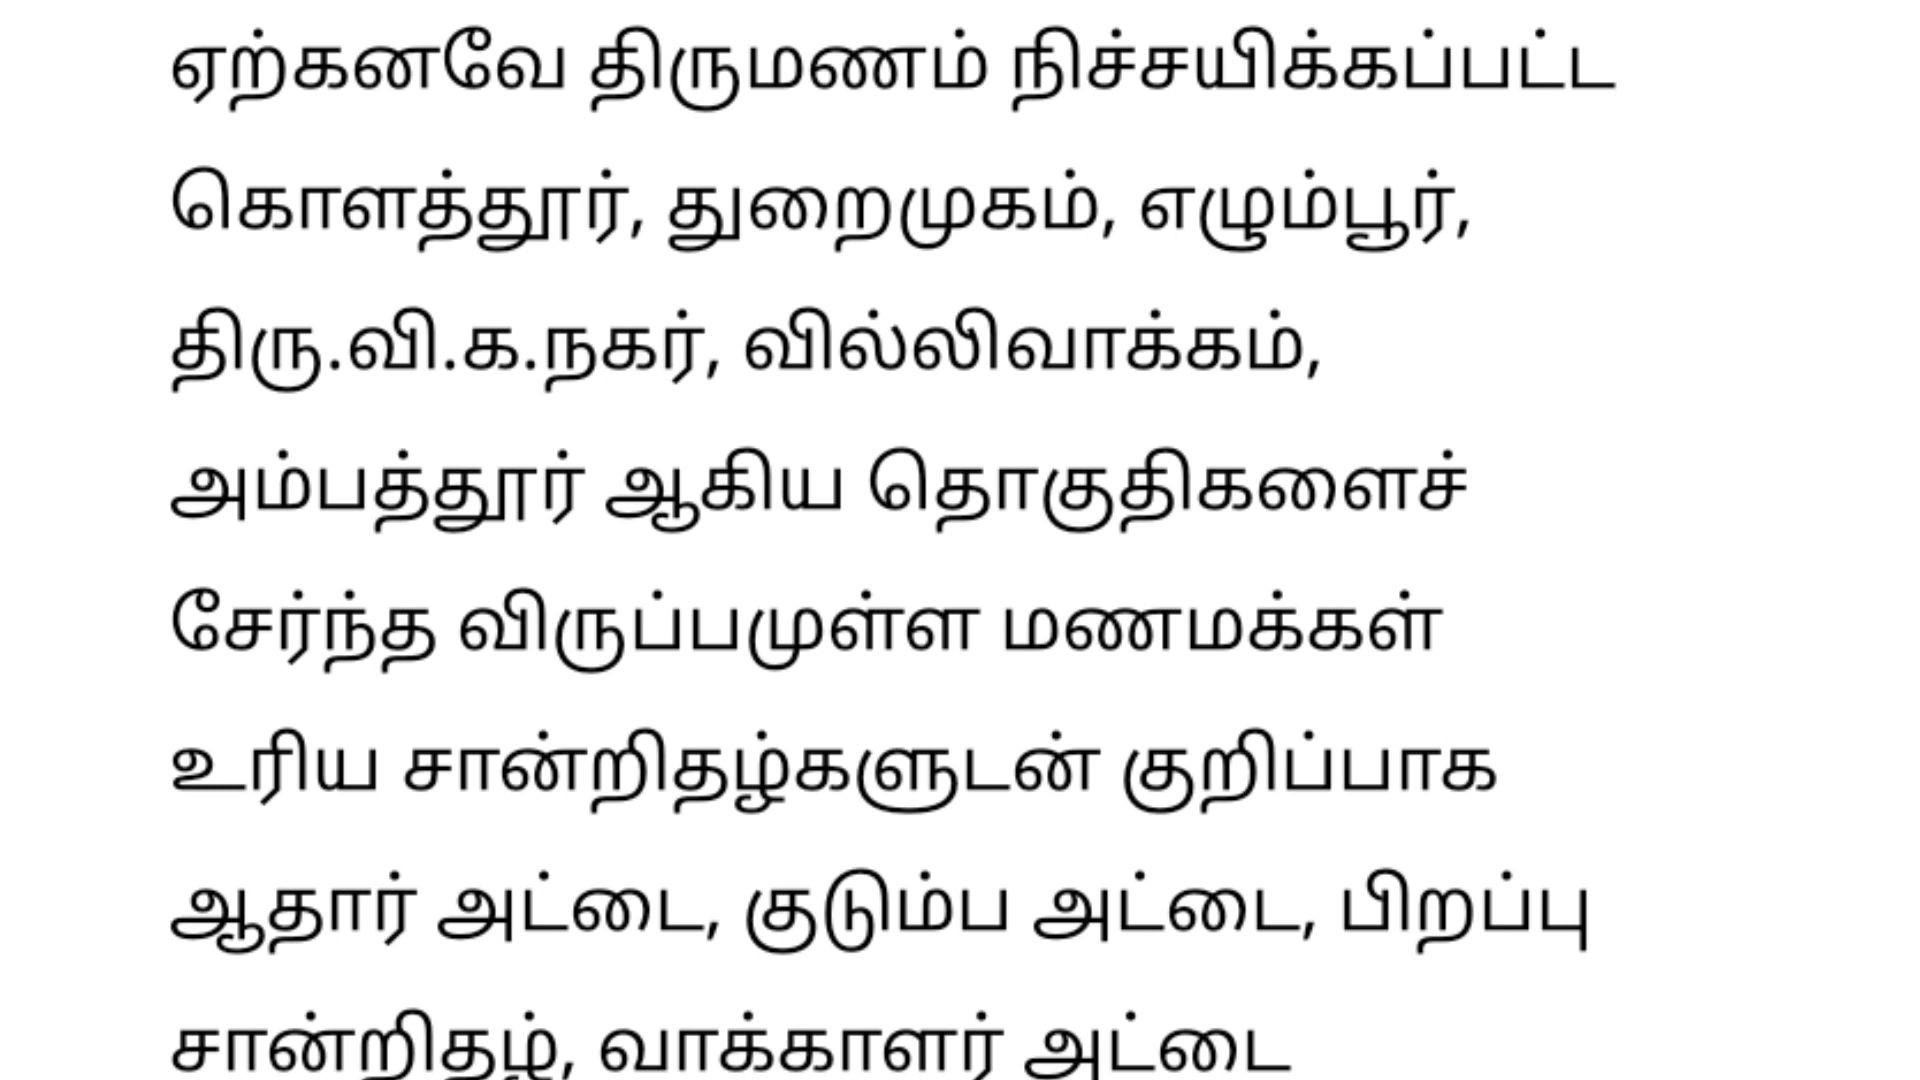 ஏற்கனவே திருமணம் நிச்சயிக்கப்பட்ட
கொளத்தூர், துறைமுகம், எழும்பூர்,
திரு.வி.க.நகர், வில்லிவாக்கம்,
அம்பத்தூர் ஆகிய தொகுதிகளைச்
சேர்ந்த விருப்பமுள்ள மணமக்கள்
உரிய சான்றிதழ்களுடன் குறிப்பாக
ஆதார் அட்டை, குடும்ப அட்டை, பிறப்பு
சான்றிதழ், வாக்காளர் அட்டை